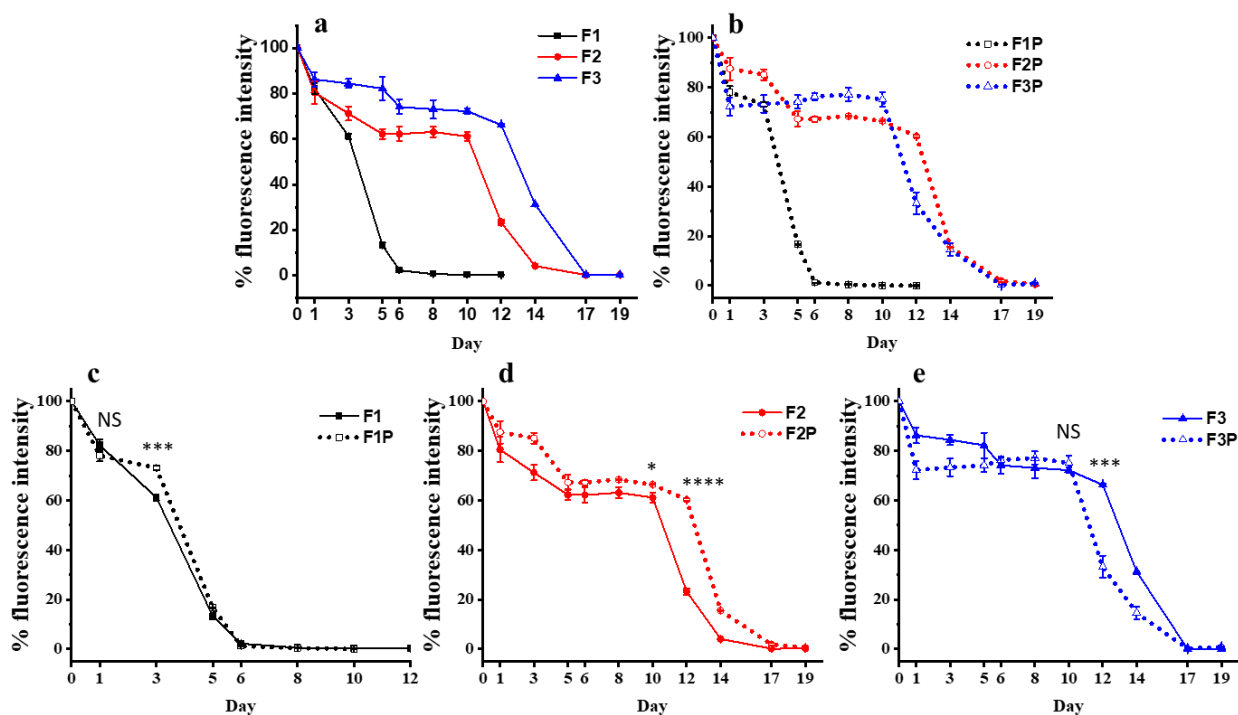 a
F1
F2
F3
% fluorescence intensity
100
80
60
40
20
0
0 1 3 5 6 8 10 12 14 17 19
Day
b
F1P
F2P
F3P
% fluorescence intensity
100
80
60
40
20
0
0 1 3 5 6 8 10 12 14 17 19
Day
c
F1
F1P
NS
***
% fluorescence intensity
100
80
60
40
20
0
0 1 3 5 6 8 10 12
Day
d
F2
F2P
*
****
% fluorescence intensity
100
80
60
40
20
0
0 1 3 5 6 8 10 12 14 17 19
Day
e
F3
F3P
NS
***
% fluorescence intensity
100
80
60
40
20
0
0 1 3 5 6 8 10 12 14 17 19
Day